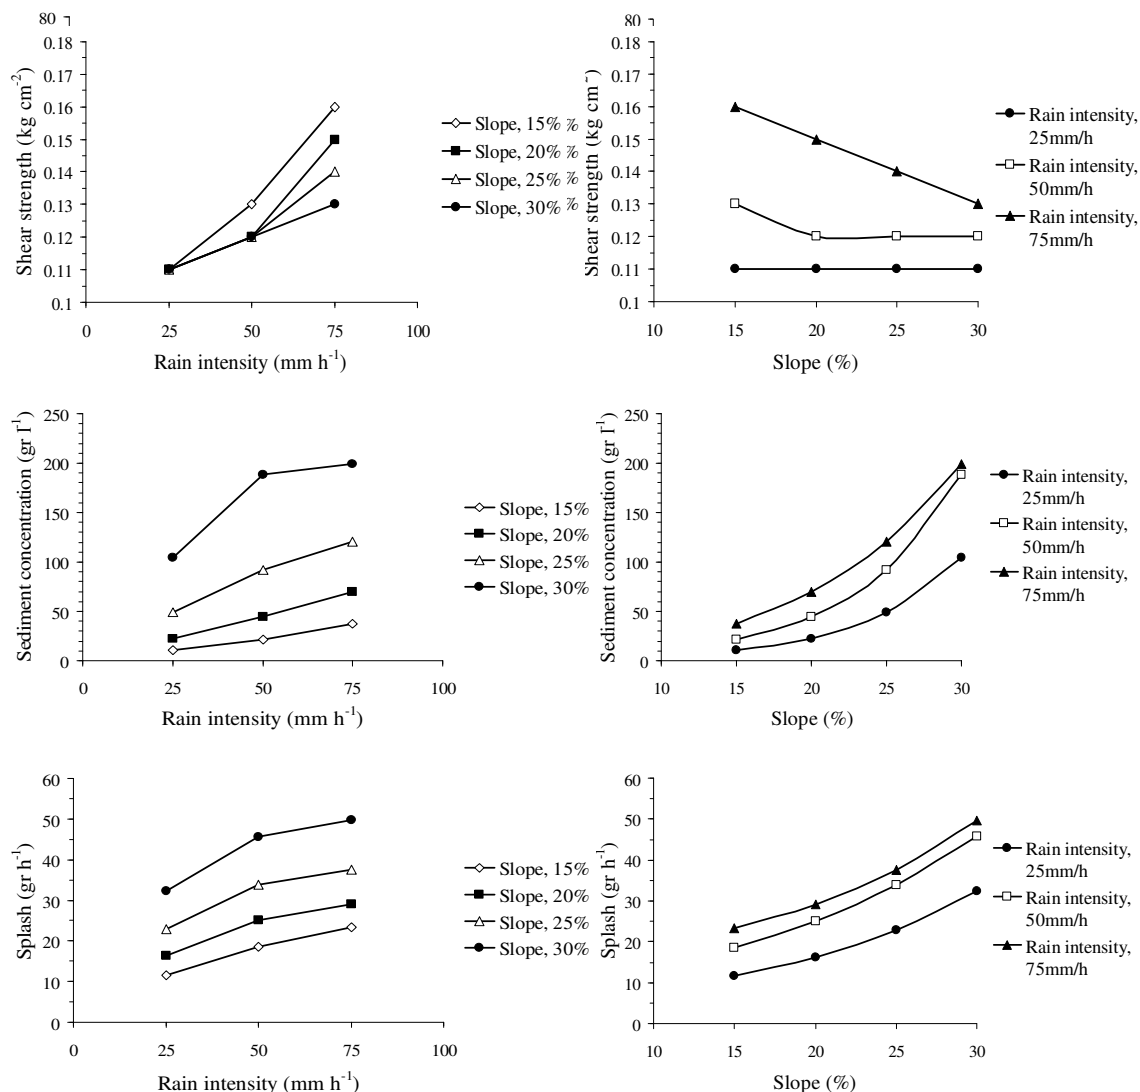 80
0.18
0.17
0.16
0.15
0.14
0.13
0.12
0.11
0.1
0
25
50
75
100
Shear strength (kg cm-2)
Rain intensity (mm h-1)
Slope, 15% %
Slope, 20% %
Slope, 25% %
Slope, 30% %
80
0.18
0.17
0.16
0.15
0.14
0.13
0.12
0.11
0.1
10
15
20
25
30
Shear strength (kg cm-
Slope (%)
Rain intensity,
25mm/h
Rain intensity,
50mm/h
Rain intensity,
75mm/h
250
200
150
100
50
0
0
25
50
75
100
Sediment concentration (gr l-1)
Rain intensity (mm h-1)
Slope, 15%
Slope, 20%
Slope, 25%
Slope, 30%
250
200
150
100
50
0
10
15
20
25
30
Sediment concentration (gr l-1)
Slope (%)
Rain intensity,
25mm/h
Rain intensity,
50mm/h
Rain intensity,
75mm/h
60
50
40
30
20
10
0
0
25
50
75
100
Splash (gr h-1)
Rain intensity (mm h-1)
Slope, 15%
Slope, 20%
Slope, 25%
Slope, 30%
60
50
40
30
20
10
0
10
15
20
25
30
Splash (gr h-1)
Slope (%)
Rain intensity,
25mm/h
Rain intensity,
50mm/h
Rain intensity,
75mm/h